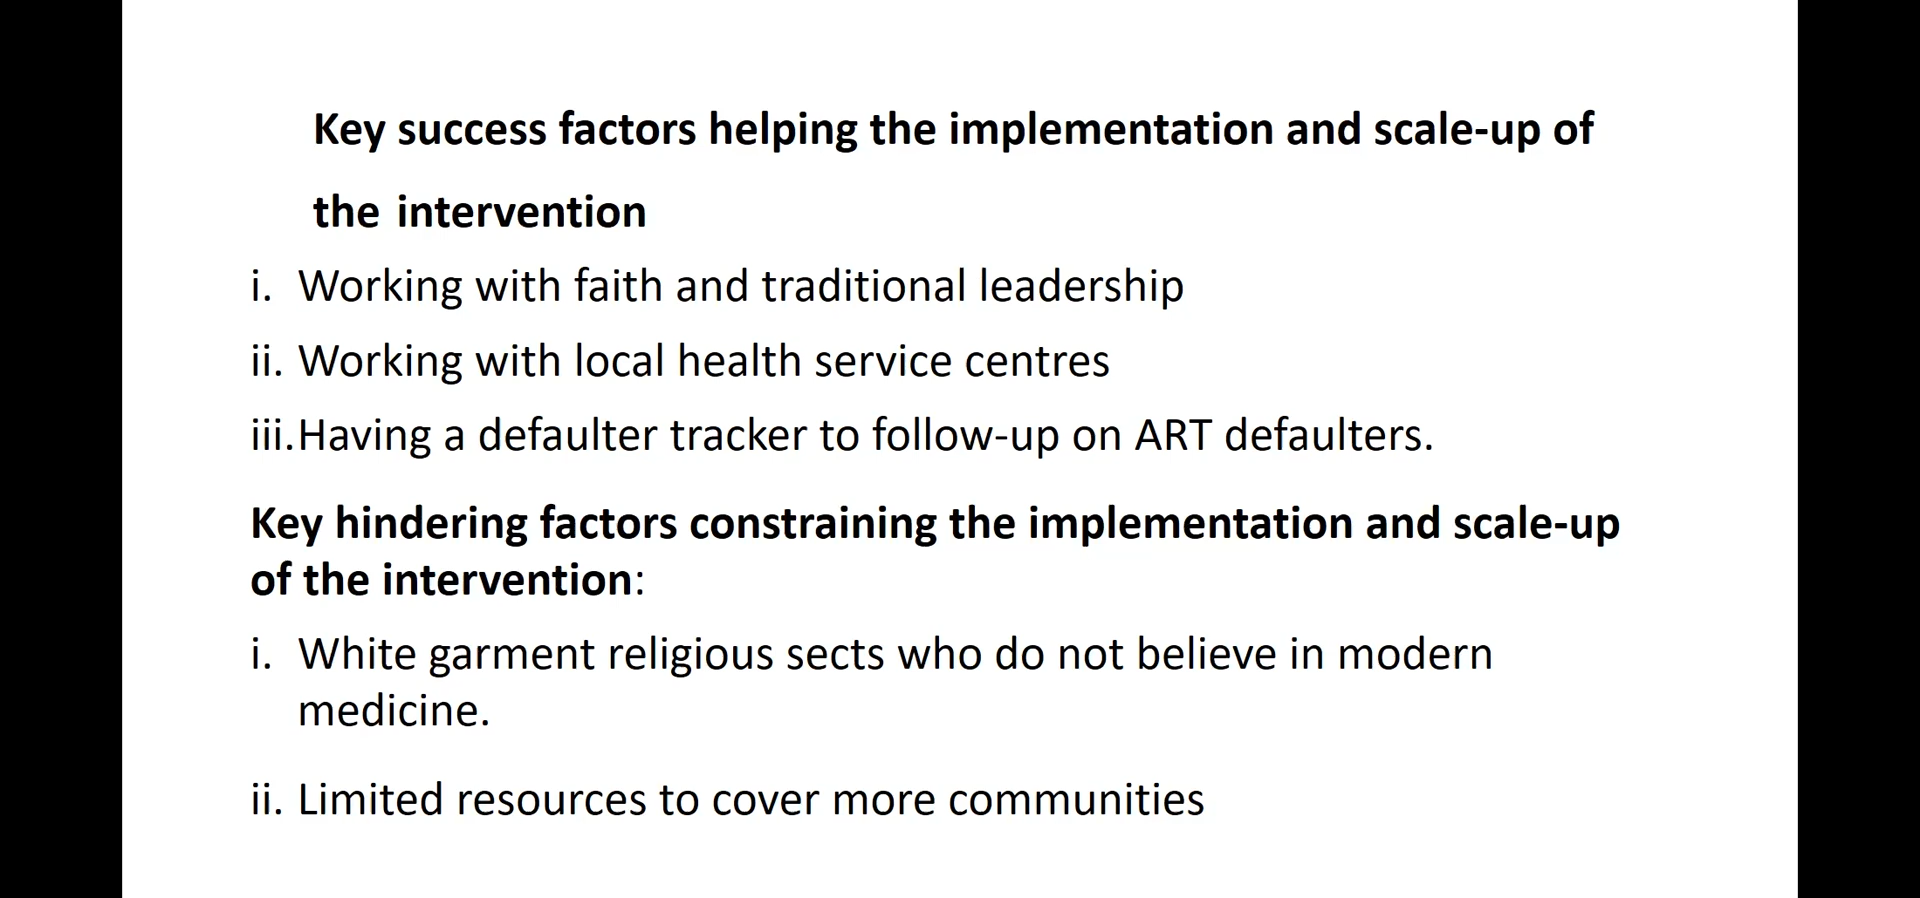 Key success factors helping the implementation and scale-up of
the intervention
i. Working with faith and traditional leadership
ii. Working with local health service centres
iii.Having a defaulter tracker to follow-up on ART defaulters.
Key hindering factors constraining the implementation and scale-up
of the intervention:
i. White garment religious sects who do not believe in modern
medicine.
ii. Limited resources to cover more communities